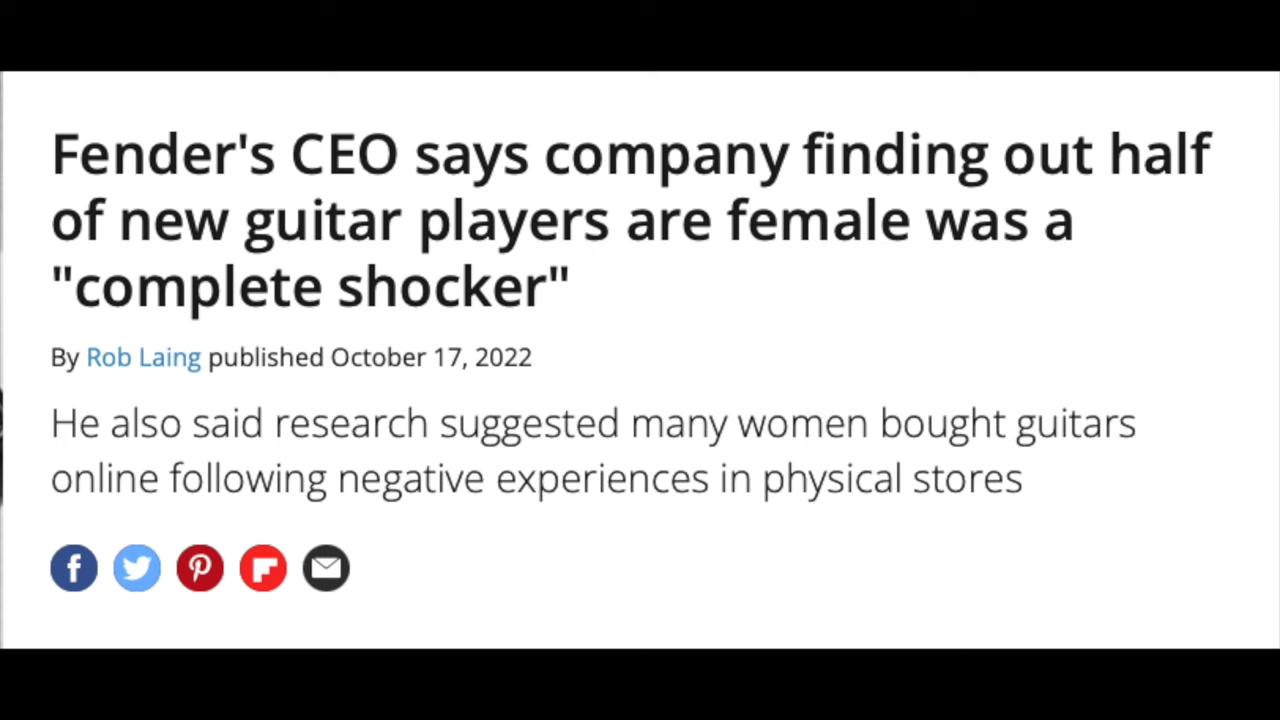 Fender's CEO says company finding out half
of new guitar players are female was a
"complete shocker"
By Rob Laing published October 17, 2022
He also said research suggested many women bought guitars
online following negative experiences in physical stores